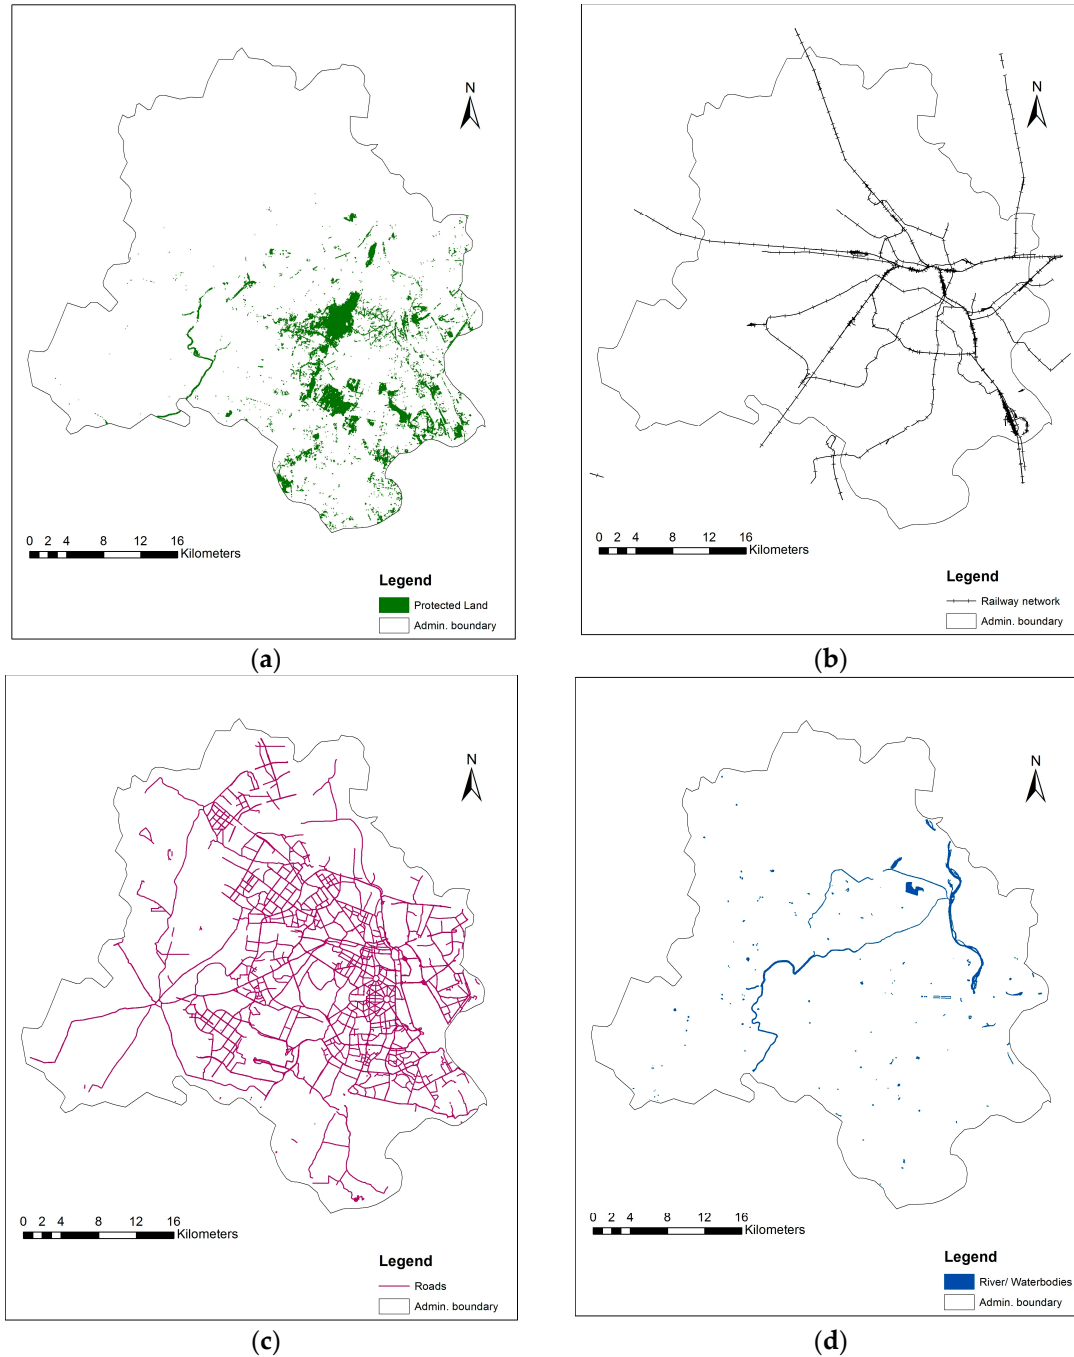 N
0 2 4 8 12 16
Kilometers
Legend
Protected Land
Admin. boundary
(a)
N
0 2 4 8 12 16
Kilometers
Legend
Railway network
Admin. boundary
(b)
N
0 2 4 8 12 16
Kilometers
Legend
Roads
Admin. boundary
(c)
N
0 2 4 8 12 16
Kilometers
Legend
River/ Waterbodies
Admin. boundary
(d)